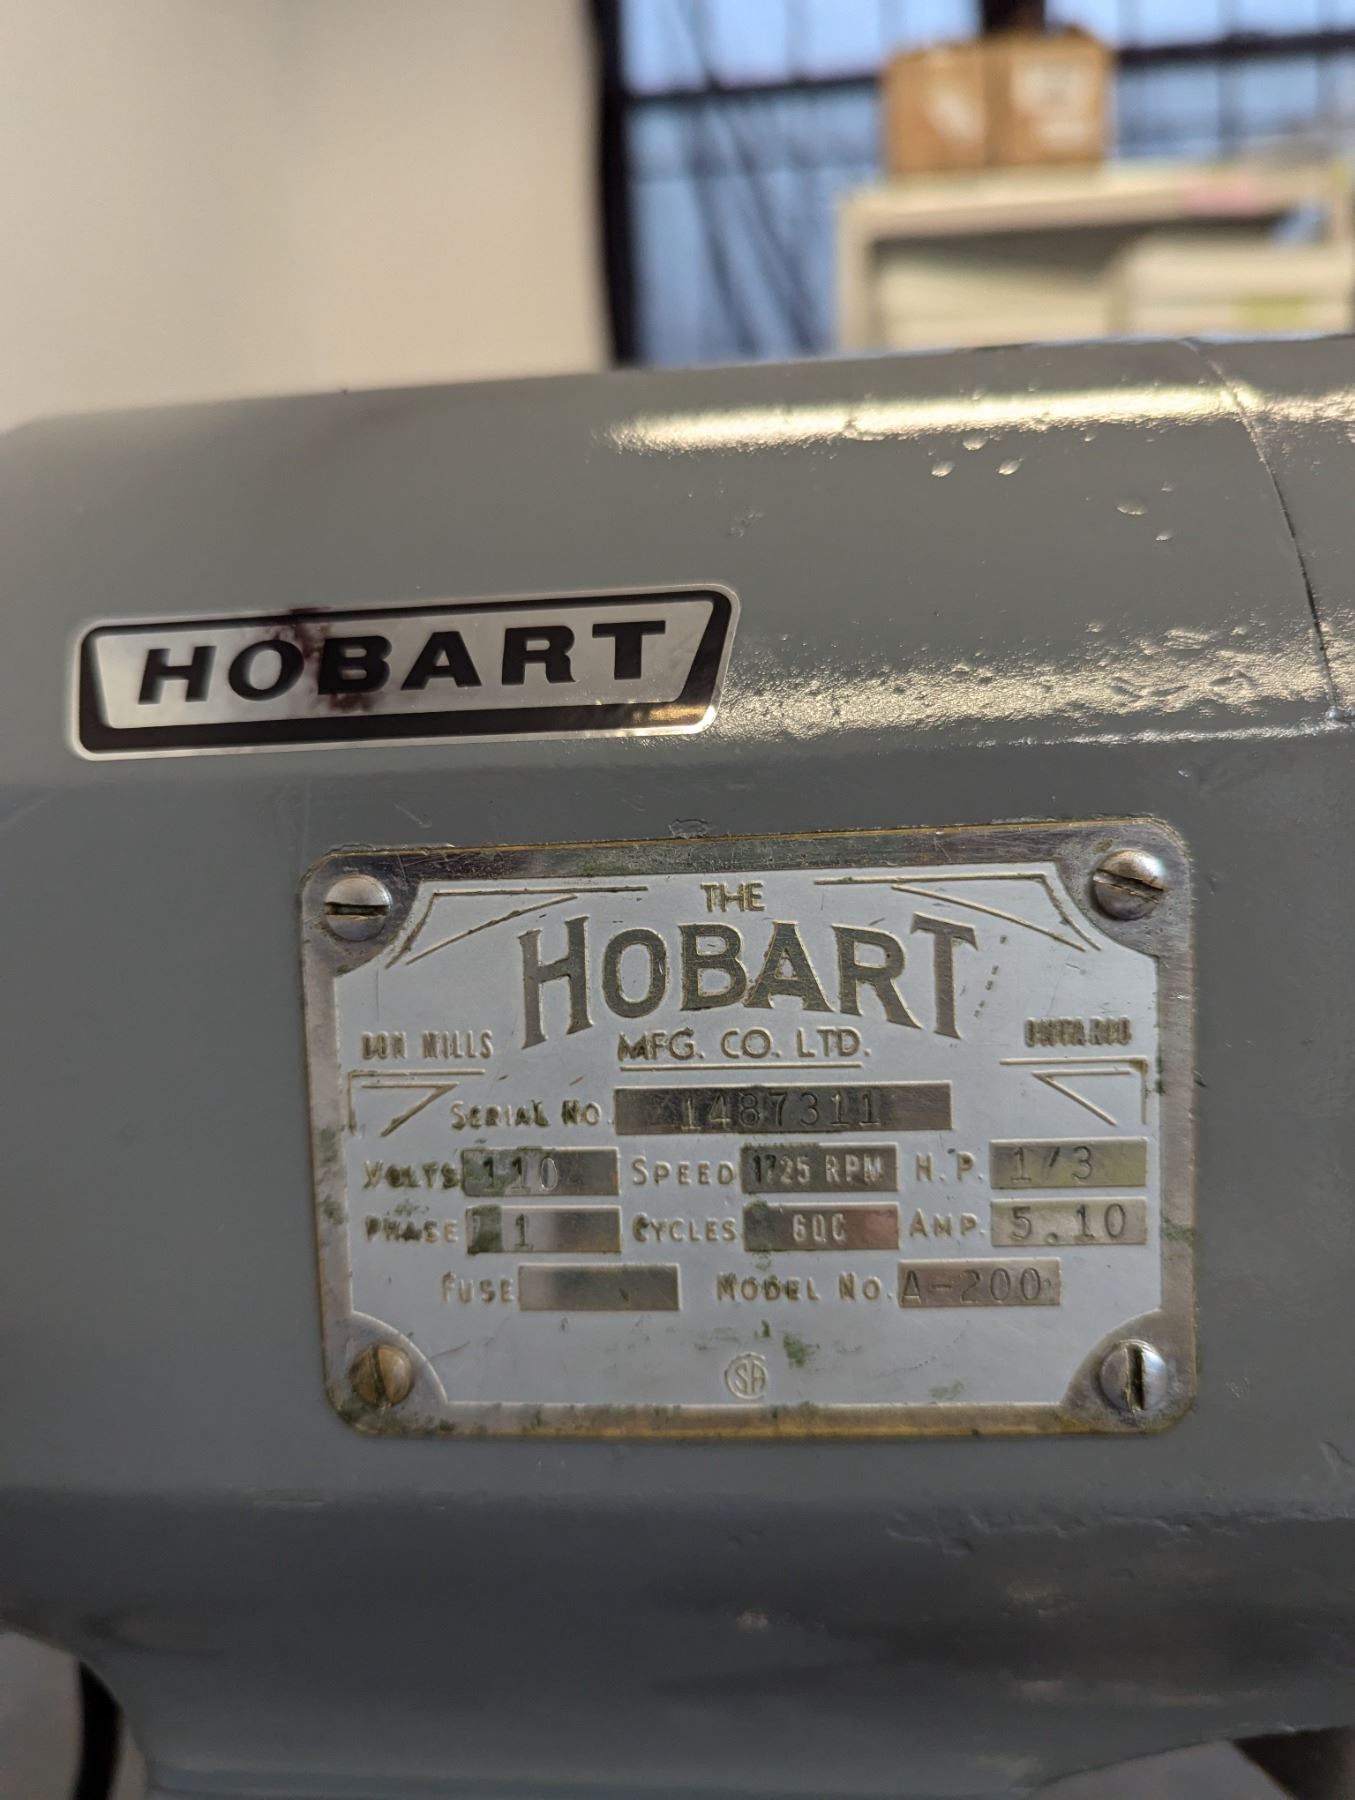 HOBART
THE
HOBART
DON MILLS MFG. CO. LTD. ONTARIO
SERIAL NO. 1487311
VOLTS 110 SPEED 1725 RPM H.P. 1/3
PHASE 1 CYCLES 60C AMP. 5.10
FUSE MODEL NO. A-200
CSA